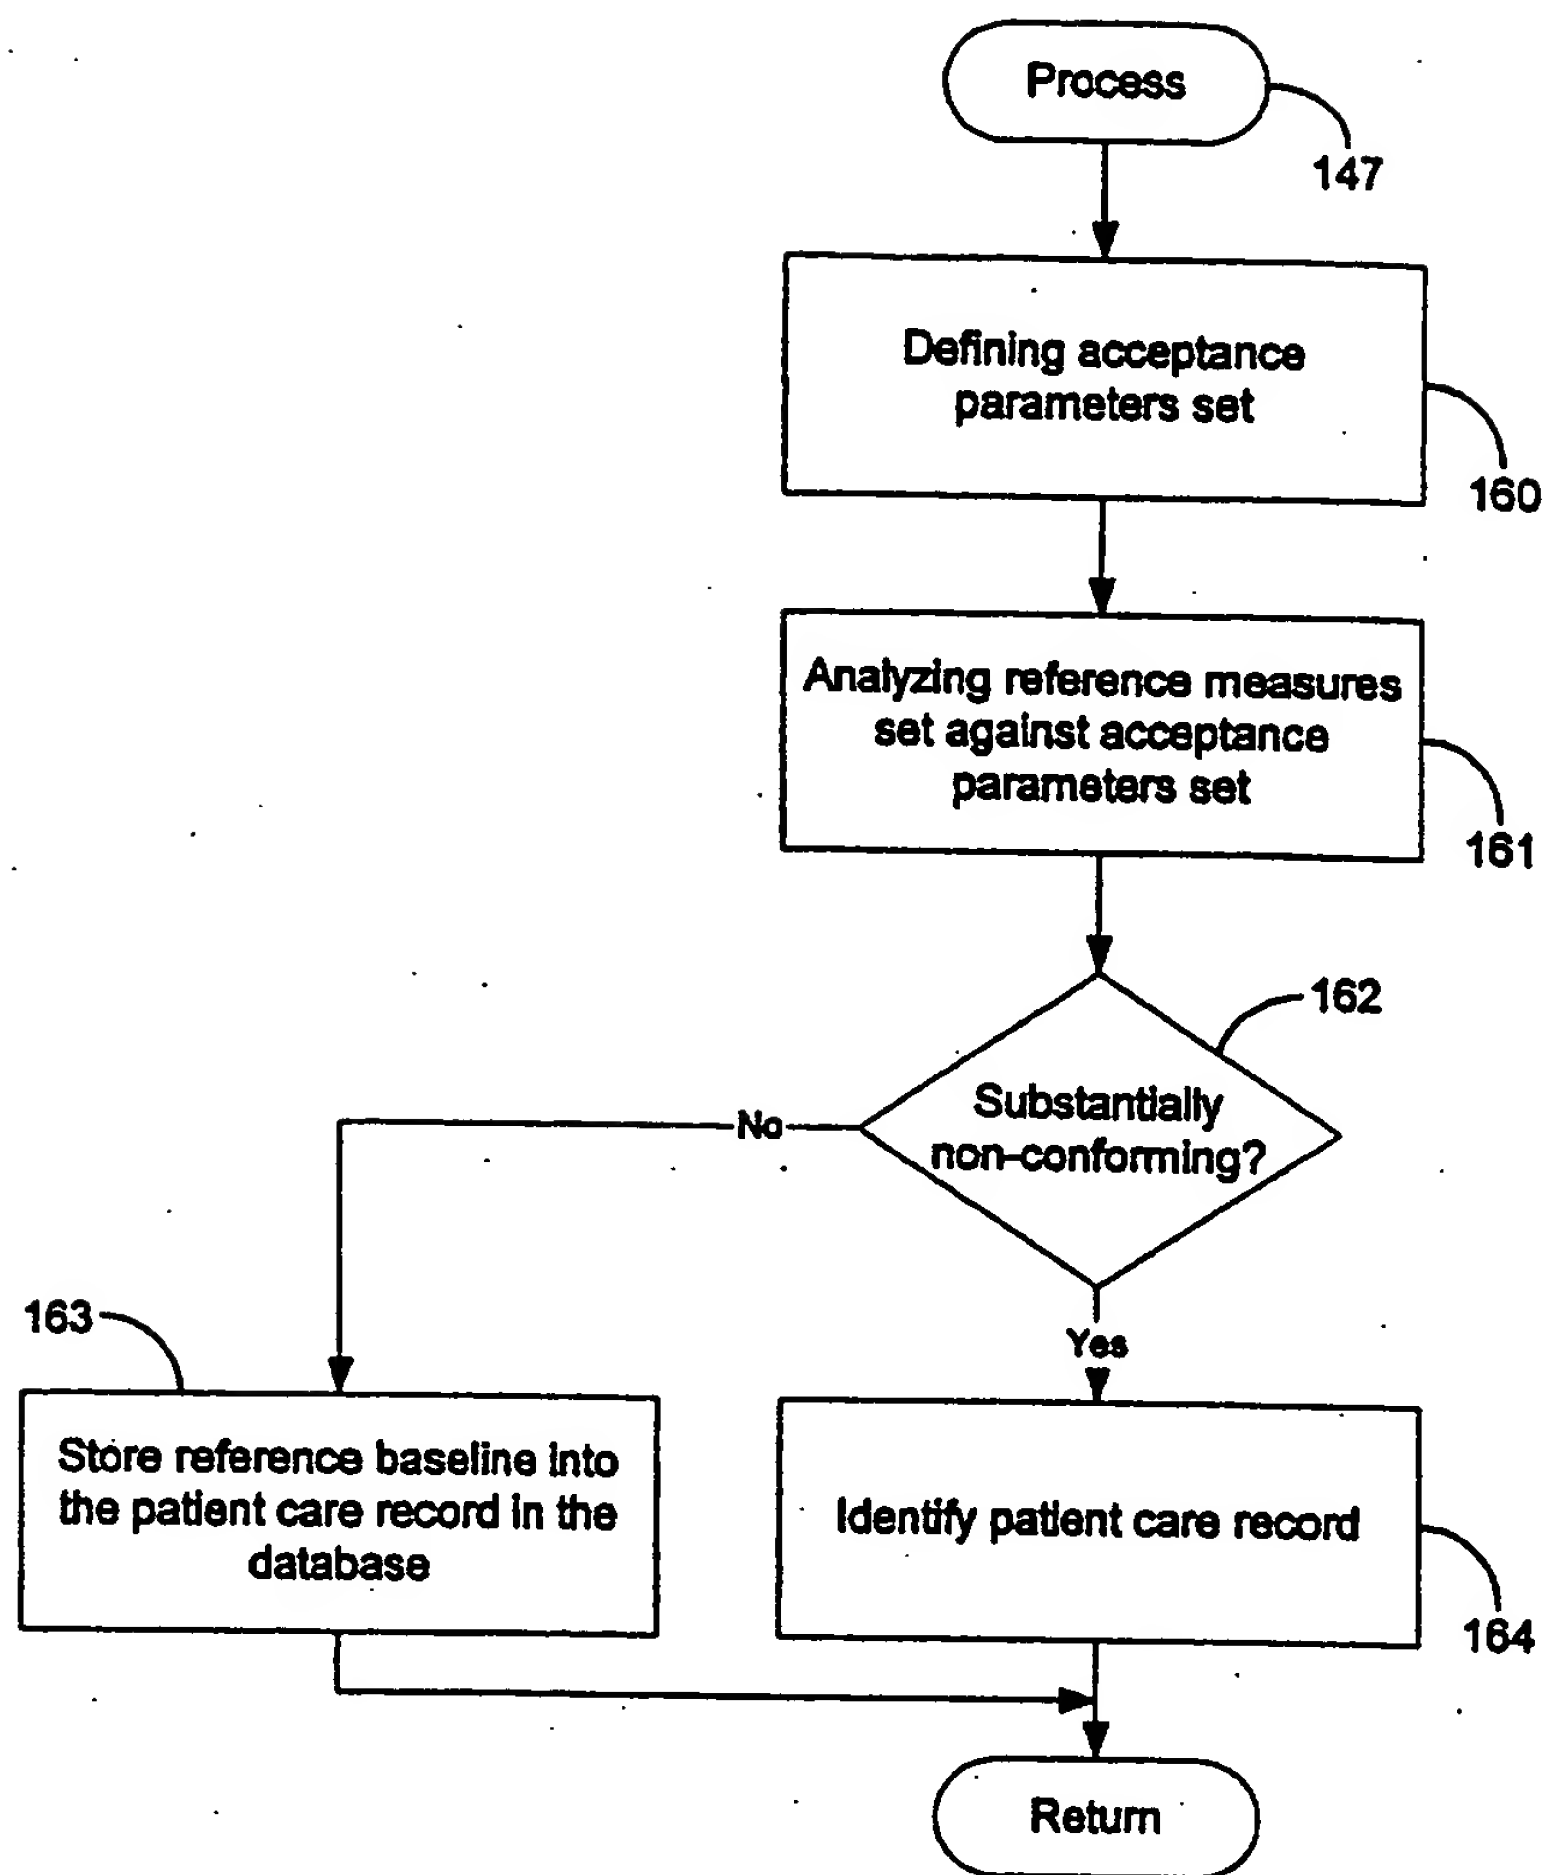 Process
147
Defining acceptance
parameters set
160
Analyzing reference measures
set against acceptance
parameters set
161
162
Substantially
non-conforming?
No
Yes
163
Store reference baseline into
the patient care record in the
database
Identify patient care record
164
Return